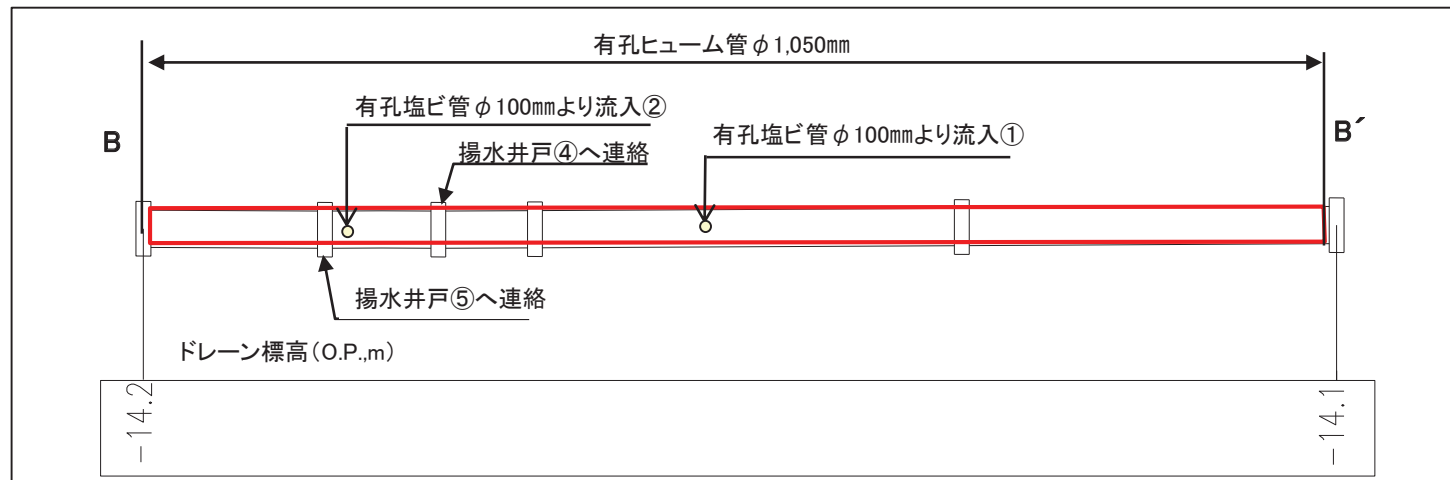 有孔ヒューム管φ1,050㎜
有孔塩ビ管φ100㎜より流入②
有孔塩ビ管φ100㎜より流入①
B
B´
揚水井戸④へ連絡
揚水井戸⑤へ連絡
ドレーン標高(O.P.,m)
-14.2
-14.1